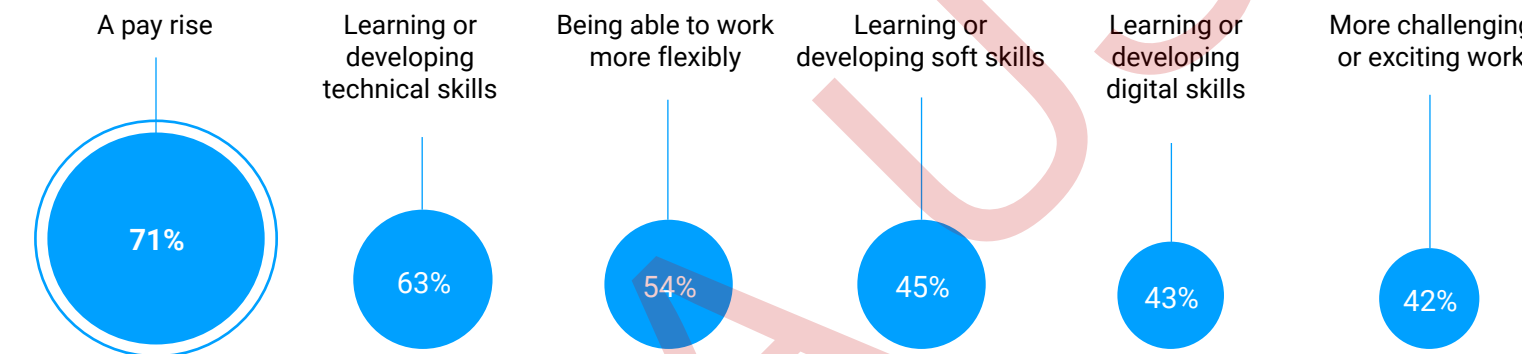 A pay rise
71%
Learning or
developing
technical skills
63%
Being able to work
more flexibly
54%
Learning or
developing soft skills
45%
Learning or
developing
digital skills
43%
More challenging
or exciting work
42%